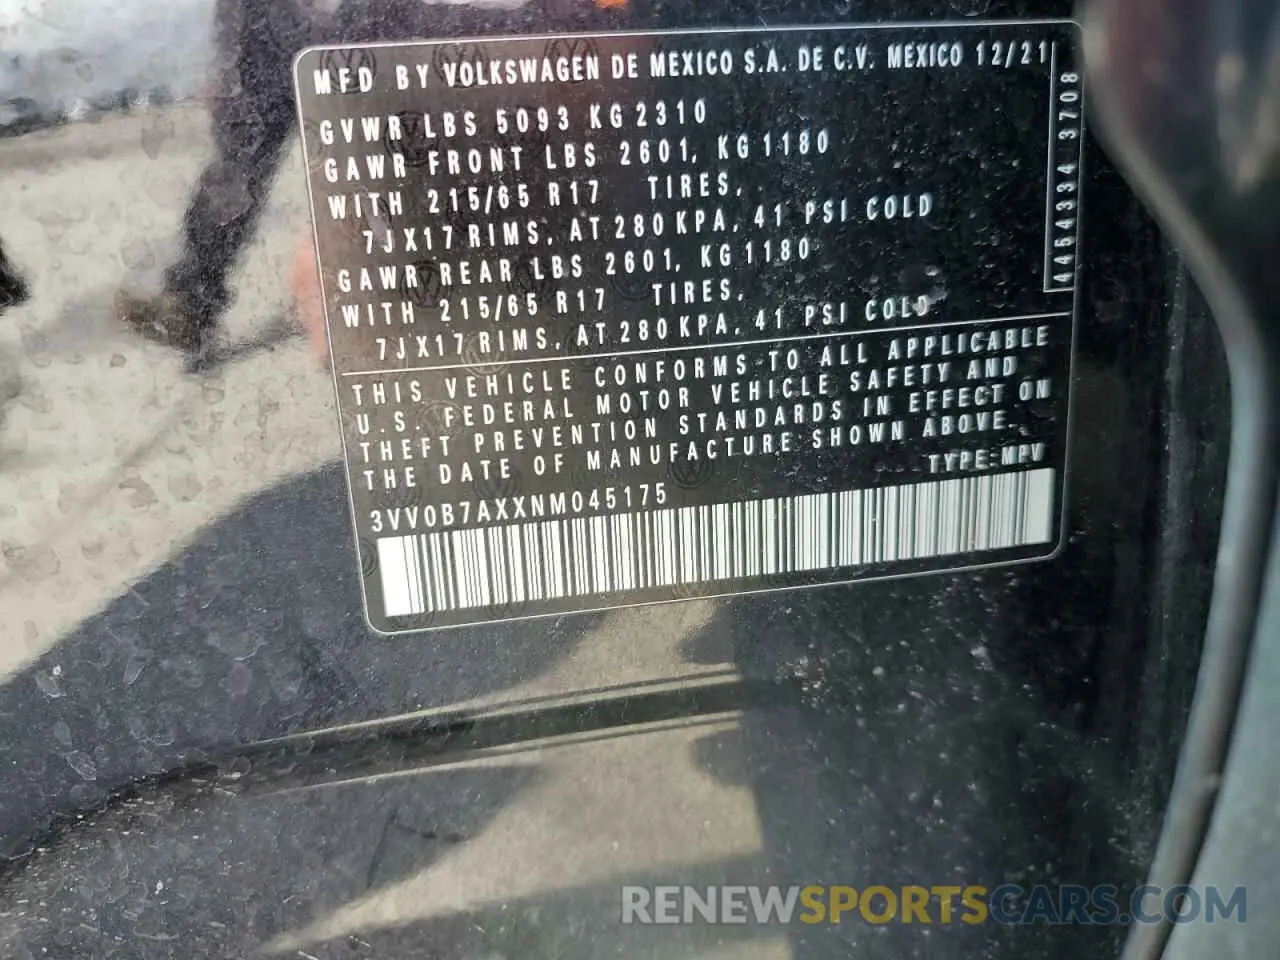 MFD BY VOLKSWAGEN DE MEXICO S.A. DE C.V. MEXICO 12/21
GVWR LBS 5093 KG 2310
GAWR FRONT LBS 2601, KG 1180
WITH 215/65 R17 TIRES,
7JX17 RIMS, AT 280 KPA, 41 PSI COLD
GAWR REAR LBS 2601, KG 1180
WITH 215/65 R17 TIRES,
7JX17 RIMS, AT 280 KPA, 41 PSI COLD
4454334 3708
THIS VEHICLE CONFORMS TO ALL APPLICABLE
U.S. FEDERAL MOTOR VEHICLE SAFETY AND
THEFT PREVENTION STANDARDS IN EFFECT ON
THE DATE OF MANUFACTURE SHOWN ABOVE.
TYPE:MPV
3VV0B7AXXNM045175
RENEWSPORTSCARS.COM